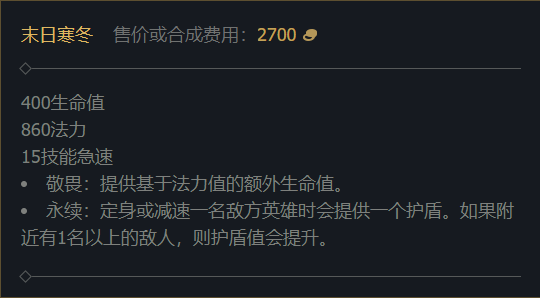 末日寒冬 售价或合成费用：2700
400生命值
860法力
15技能急速
• 敬畏：提供基于法力值的额外生命值。
• 永续：定身或减速一名敌方英雄时会提供一个护盾。如果附
近有1名以上的敌人，则护盾值会提升。